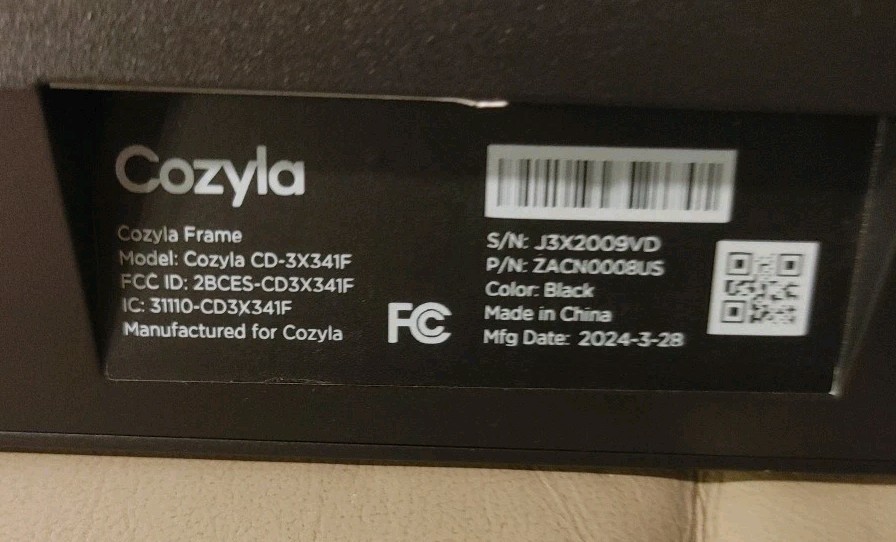 Cozyla
Cozyla Frame
Model: Cozyla CD-3X341F
FCC ID: 2BCES-CD3X341F
IC: 31110-CD3X341F
Manufactured for Cozyla
FC
S/N: J3X2009VD
P/N: ZACN0008US
Color: Black
Made in China
Mfg Date: 2024-3-28